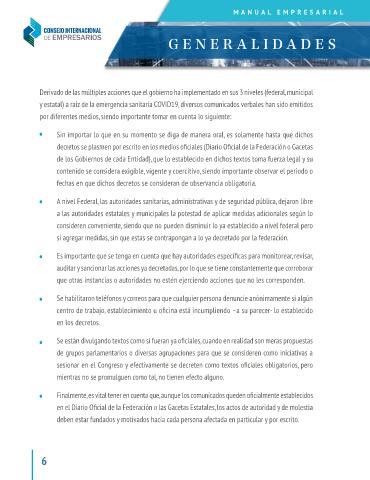 MANUAL EMPRESARIAL
CONSEJO INTERNACIONAL
DE EMPRESARIOS
GENERALIDADES
Derivado de las múltiples acciones que el gobierno ha implementado en sus 3 niveles (federal, municipal
y estatal) a raíz de la emergencia sanitaria COVID19, diversos comunicados verbales han sido emitidos
por diferentes medios, siendo importante tomar en cuenta lo siguiente:
• Sin importar lo que en su momento se diga de manera oral, es solamente hasta que dichos
decretos se plasmen por escrito en los medios oficiales (Diario Oficial de la Federación o Gacetas
de los Gobiernos de cada Entidad), que lo establecido en dichos textos toma fuerza legal y su
contenido se considera exigible, vigente y coercitivo, siendo importante observar el periodo o
fechas en que dichos decretos se consideran de observancia obligatoria.
• A nivel Federal, las autoridades sanitarias, administrativas y de seguridad pública, dejaron libre
a las autoridades estatales y municipales la potestad de aplicar medidas adicionales según lo
consideren conveniente, siendo que no pueden disminuir lo ya establecido a nivel federal pero
si agregar medidas, sin que estas se contrapongan a lo ya decretado por la federación.
• Es importante que se tenga en cuenta que hay autoridades específicas para monitorear, revisar,
auditar y sancionar las acciones ya decretadas, por lo que se tiene constantemente que corroborar
que otras instancias o autoridades no estén ejerciendo acciones que no les corresponden.
• Se habilitaron teléfonos y correos para que cualquier persona denuncie anónimamente si algún
centro de trabajo, establecimiento u oficina está incumpliendo –a su parecer- lo establecido
en los decretos.
• Se están divulgando textos como si fueran ya oficiales, cuando en realidad son meras propuestas
de grupos parlamentarios o diversas agrupaciones para que se consideren como iniciativas a
sesionar en el Congreso y efectivamente se decreten como textos oficiales obligatorios, pero
mientras no se promulguen como tal, no tienen efecto alguno.
• Finalmente, es vital tener en cuenta que, aunque los comunicados queden oficialmente establecidos
en el Diario Oficial de la Federación o las Gacetas Estatales, los actos de autoridad y de molestia
deben estar fundados y motivados hacia cada persona afectada en particular y por escrito.
6